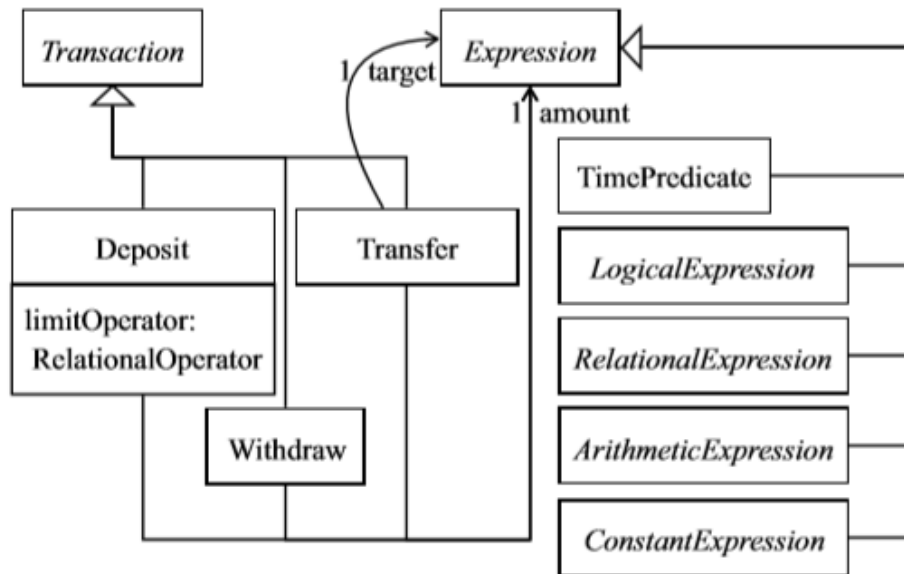 Transaction
Expression
1 target
1 amount
TimePredicate
Deposit
Transfer
LogicalExpression
limitOperator:
RelationalOperator
RelationalExpression
Withdraw
ArithmeticExpression
ConstantExpression